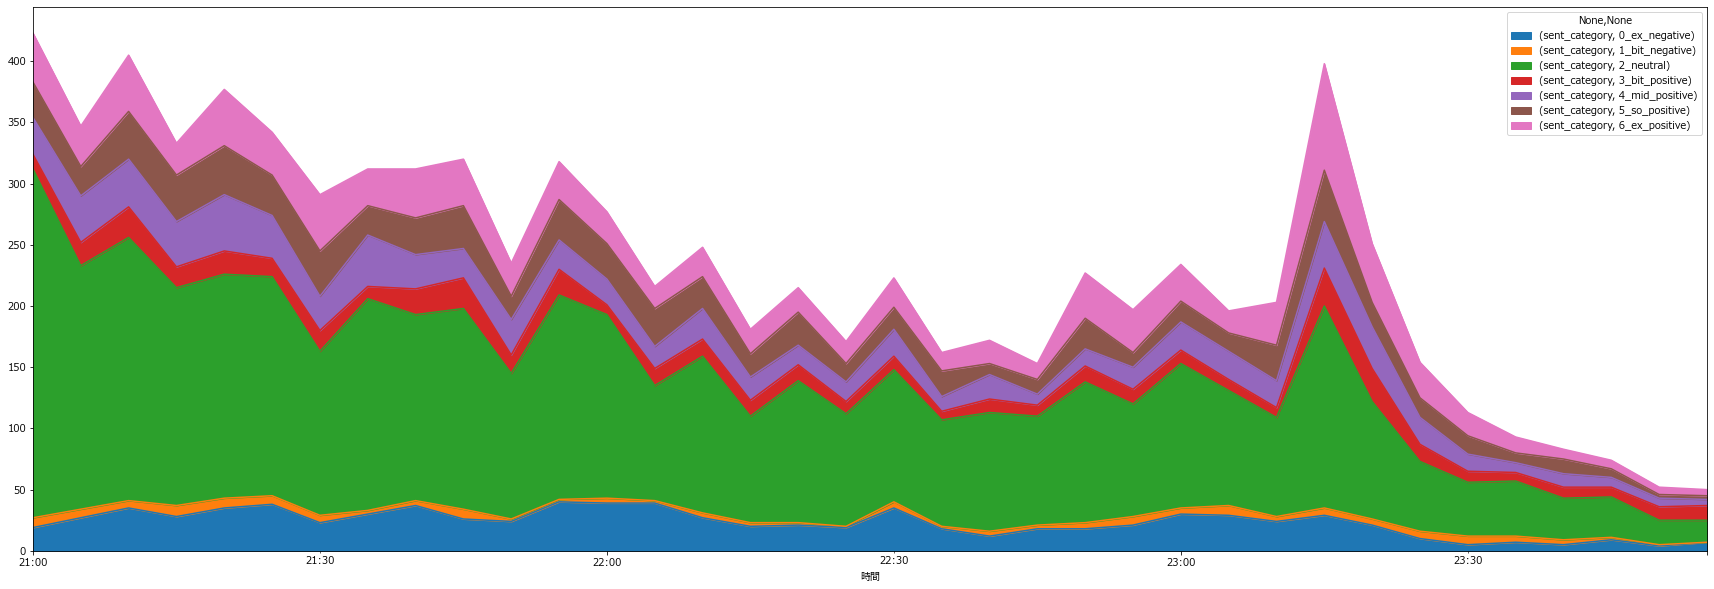 None,None
(sent_category, 0_ex_negative)
(sent_category, 1_bit_negative)
(sent_category, 2_neutral)
(sent_category, 3_bit_positive)
(sent_category, 4_mid_positive)
(sent_category, 5_so_positive)
(sent_category, 6_ex_positive)
400
350
300
250
200
150
100
50
0
21:00 21:30 22:00 22:30 23:00 23:30
時間